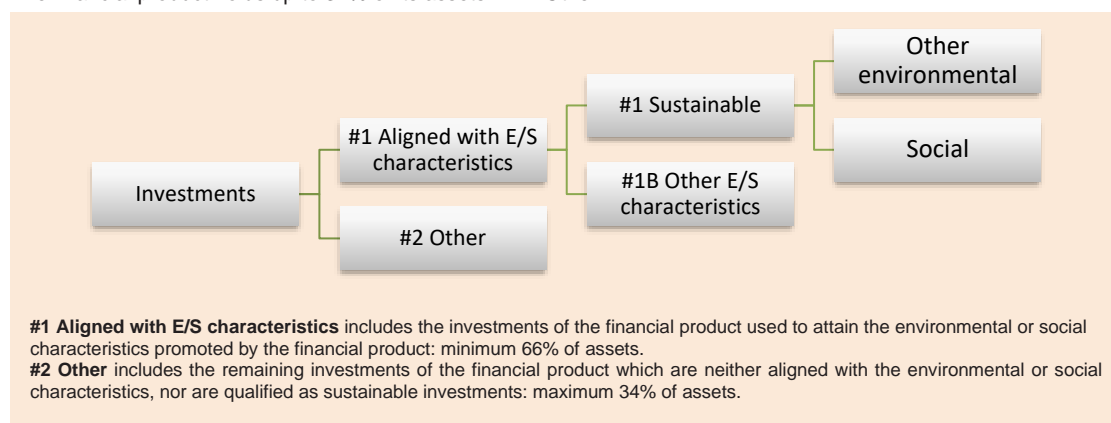 Other
environmental
#1 Sustainable
#1 Aligned with E/S
characteristics
Social
Investments
#1B Other E/S
characteristics
#2 Other
#1 Aligned with E/S characteristics includes the investments of the financial product used to attain the environmental or social
characteristics promoted by the financial product: minimum 66% of assets.
#2 Other includes the remaining investments of the financial product which are neither aligned with the environmental or social
characteristics, nor are qualified as sustainable investments: maximum 34% of assets.